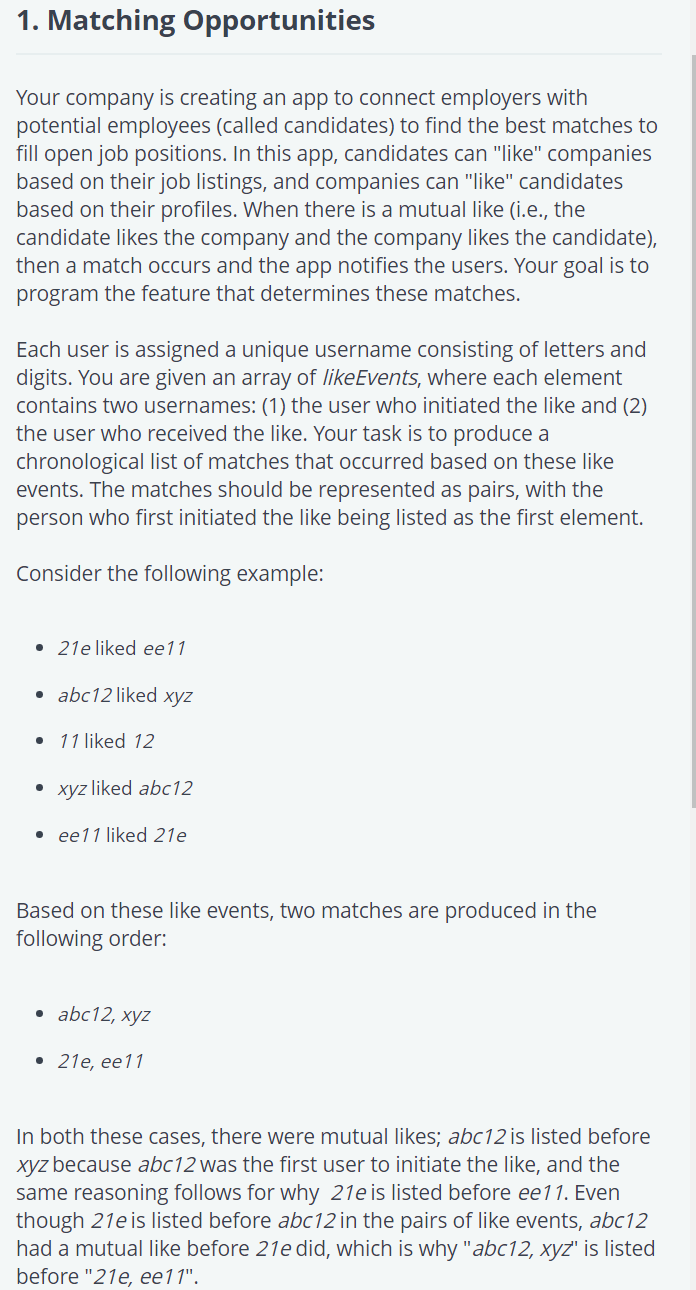 1. Matching Opportunities
Your company is creating an app to connect employers with
potential employees (called candidates) to find the best matches to
fill open job positions. In this app, candidates can "like" companies
based on their job listings, and companies can "like" candidates
based on their profiles. When there is a mutual like (i.e., the
candidate likes the company and the company likes the candidate),
then a match occurs and the app notifies the users. Your goal is to
program the feature that determines these matches.
Each user is assigned a unique username consisting of letters and
digits. You are given an array of likeEvents, where each element
contains two usernames: (1) the user who initiated the like and (2)
the user who received the like. Your task is to produce a
chronological list of matches that occurred based on these like
events. The matches should be represented as pairs, with the
person who first initiated the like being listed as the first element.
Consider the following example:
• 21e liked ee11
• abc12 liked xyz
• 11 liked 12
• xyz liked abc12
• ee11 liked 21e
Based on these like events, two matches are produced in the
following order:
• abc12, xyz
• 21e, ee11
In both these cases, there were mutual likes; abc12 is listed before
xyz because abc12 was the first user to initiate the like, and the
same reasoning follows for why 21e is listed before ee11. Even
though 21e is listed before abc12 in the pairs of like events, abc12
had a mutual like before 21e did, which is why "abc12, xyz" is listed
before "21e, ee11".